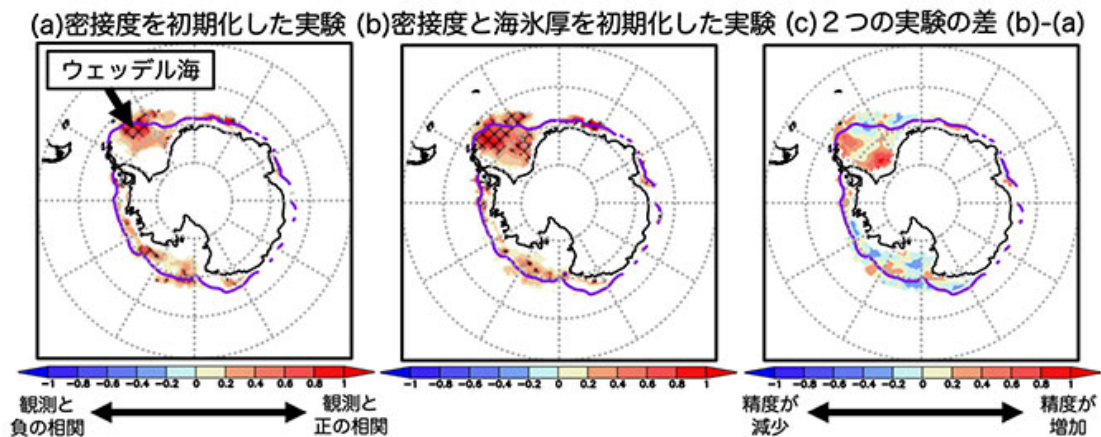 (a)密接度を初期化した実験 (b)密接度と海氷厚を初期化した実験 (c)２つの実験の差 (b)-(a)
ウェッデル海
-1 -0.8 -0.6 -0.4 -0.2 0 0.2 0.4 0.6 0.8 1
-1 -0.8 -0.6 -0.4 -0.2 0 0.2 0.4 0.6 0.8 1
-1 -0.8 -0.6 -0.4 -0.2 0 0.2 0.4 0.6 0.8 1
観測と
負の相関
観測と
正の相関
精度が
減少
精度が
増加